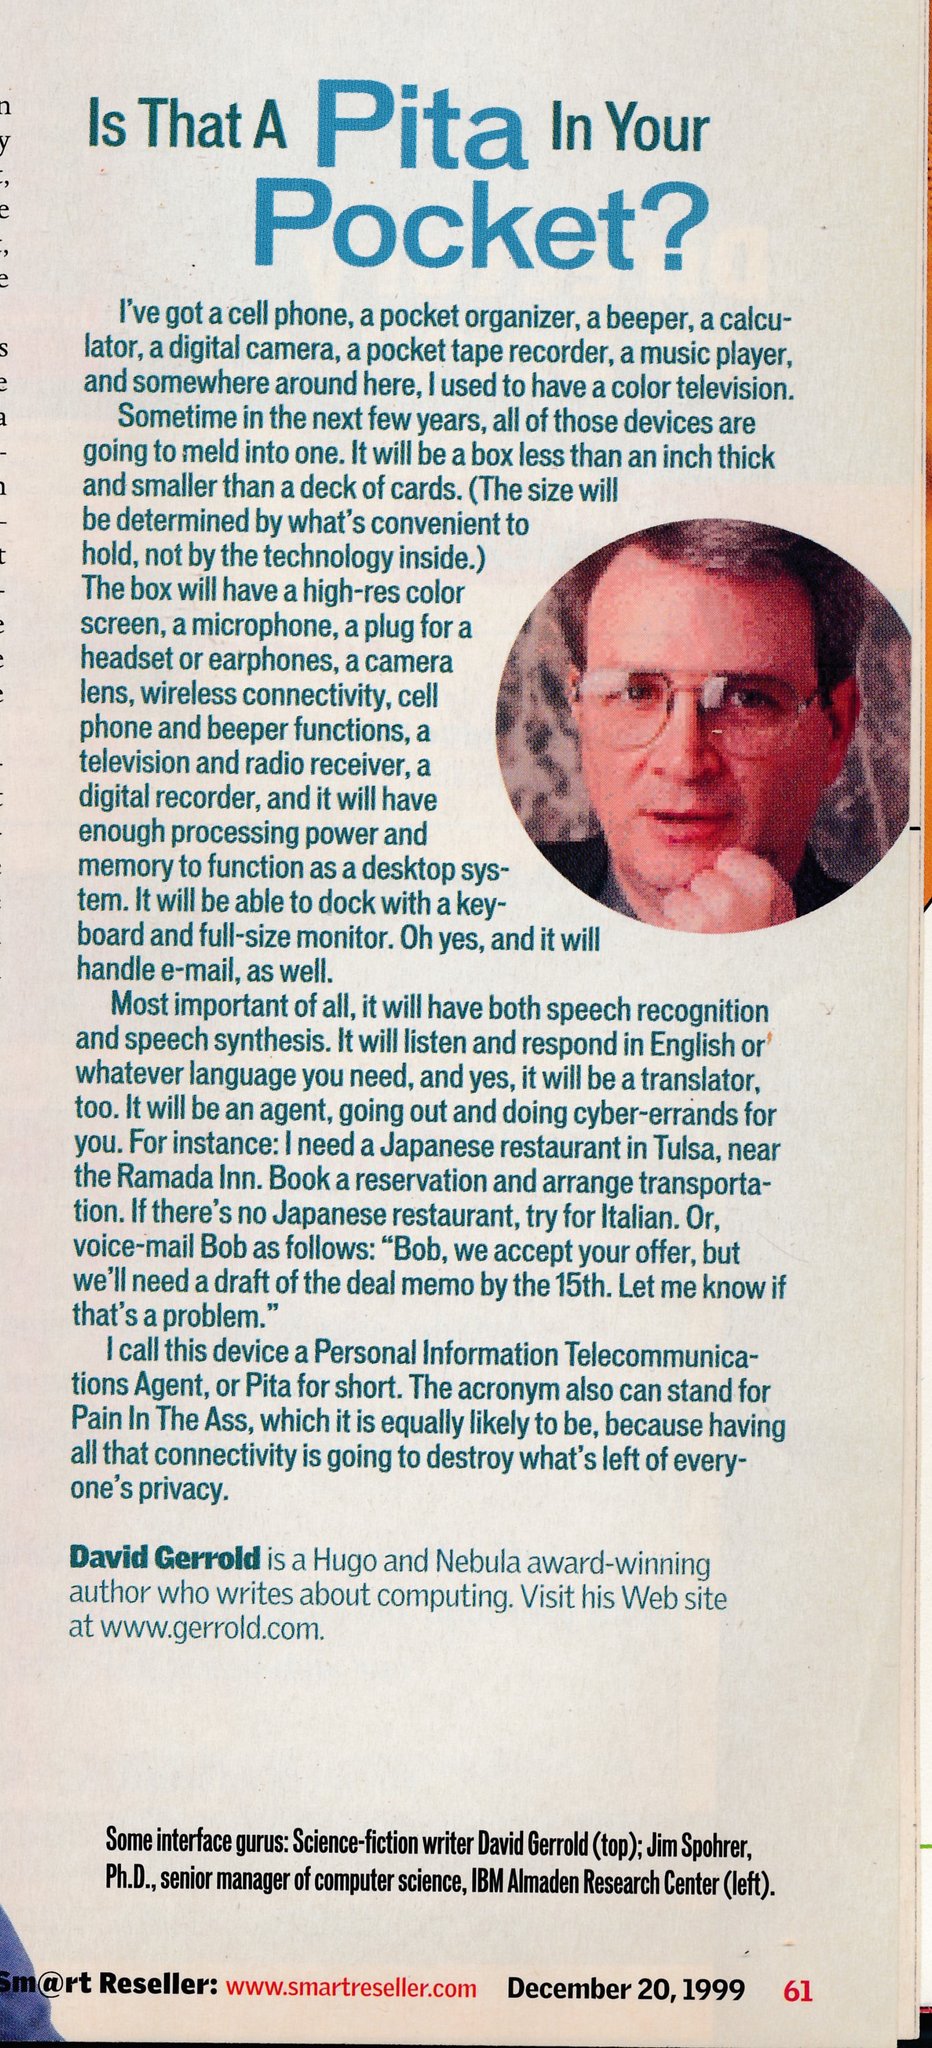 Is That A Pita In Your
Pocket?
I've got a cell phone, a pocket organizer, a beeper, a calcu-
lator, a digital camera, a pocket tape recorder, a music player,
and somewhere around here, I used to have a color television.
Sometime in the next few years, all of those devices are
going to meld into one. It will be a box less than an inch thick
and smaller than a deck of cards. (The size will
be determined by what's convenient to
hold, not by the technology inside.)
The box will have a high-res color
screen, a microphone, a plug for a
headset or earphones, a camera
lens, wireless connectivity, cell
phone and beeper functions, a
television and radio receiver, a
digital recorder, and it will have
enough processing power and
memory to function as a desktop sys-
tem. It will be able to dock with a key-
board and full-size monitor. Oh yes, and it will
handle e-mail, as well.
Most important of all, it will have both speech recognition
and speech synthesis. It will listen and respond in English or
whatever language you need, and yes, it will be a translator,
too. It will be an agent, going out and doing cyber-errands for
you. For instance: I need a Japanese restaurant in Tulsa, near
the Ramada Inn. Book a reservation and arrange transporta-
tion. If there's no Japanese restaurant, try for Italian. Or,
voice-mail Bob as follows: “Bob, we accept your offer, but
we'll need a draft of the deal memo by the 15th. Let me know if
that's a problem.”
I call this device a Personal Information Telecommunica-
tions Agent, or Pita for short. The acronym also can stand for
Pain In The Ass, which it is equally likely to be, because having
all that connectivity is going to destroy what's left of every-
one's privacy.
David Gerrold is a Hugo and Nebula award-winning
author who writes about computing. Visit his Web site
at www.gerrold.com.
Some interface gurus: Science-fiction writer David Gerrold (top); Jim Spohrer,
Ph.D., senior manager of computer science, IBM Almaden Research Center (left).
Sm@rt Reseller: www.smartreseller.com December 20, 1999 61